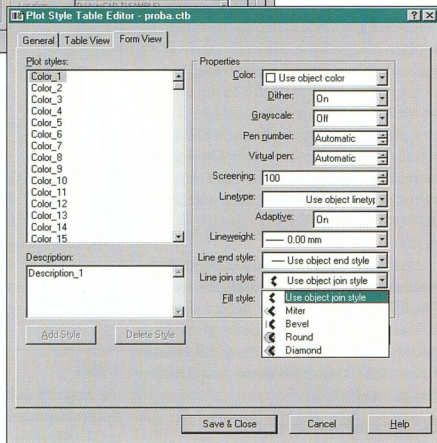 Plot Style Table Editor - proba.ctb
General
Table View
Form View
Plot styles:
Color_1
Color_2
Color_3
Color_4
Color_5
Color_6
Color_7
Color_8
Color_9
Color_10
Color_11
Color_12
Color_13
Color_14
Color_15
Description:
Description_1
Add Style
Delete Style
Properties
Color: Use object color
Dither: On
Grayscale: Off
Pen number: Automatic
Virtual pen: Automatic
Screening: 100
Linetype: Use object linetyp
Adaptive: On
Lineweight: 0.00 mm
Line end style: Use object end style
Line join style: Use object join style
Fill style: Use object join style
Miter
Bevel
Round
Diamond
Save & Close
Cancel
Help